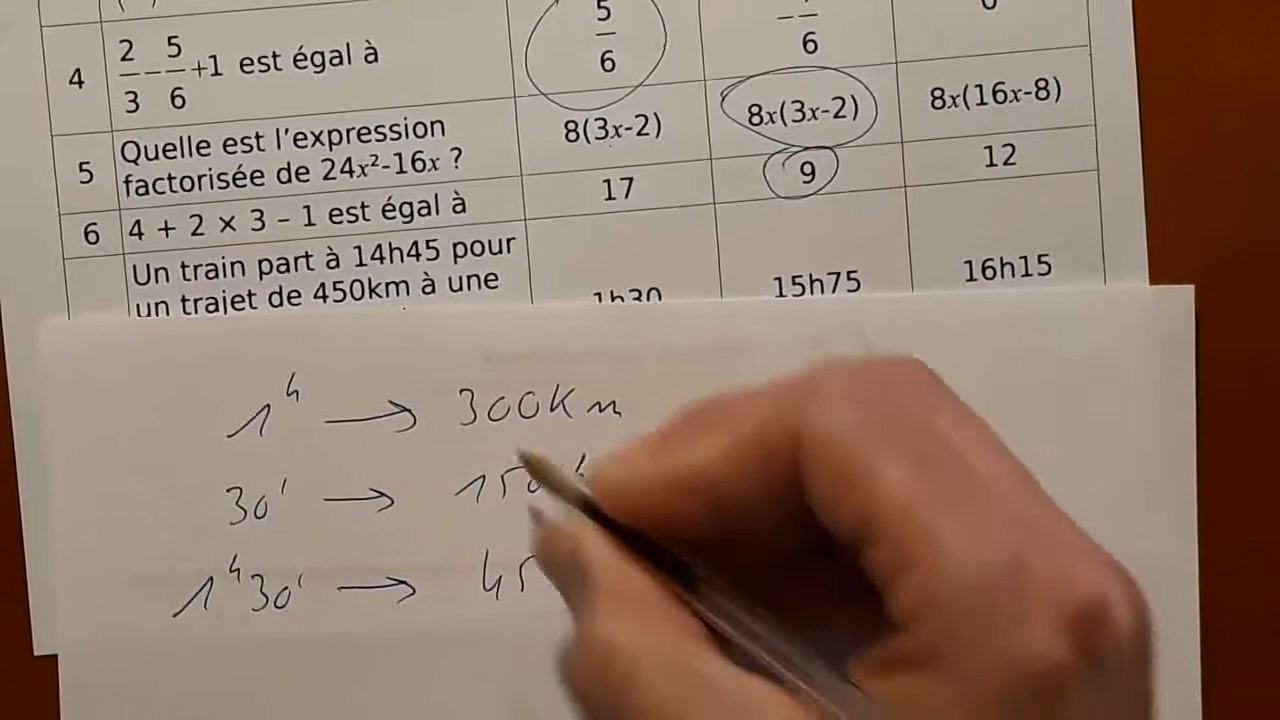 4 2/3 - 5/6 +1 est égal à 5/6 6
5 Quelle est l'expression factorisée de 24x²-16x ? 8(3x-2) 8x(3x-2) 8x(16x-8)
6 4 + 2 × 3 – 1 est égal à 17 9 12
Un train part à 14h45 pour
un trajet de 450km à une 1h30 15h75 16h15
1h → 300km
30' → 150
1h30' → 45